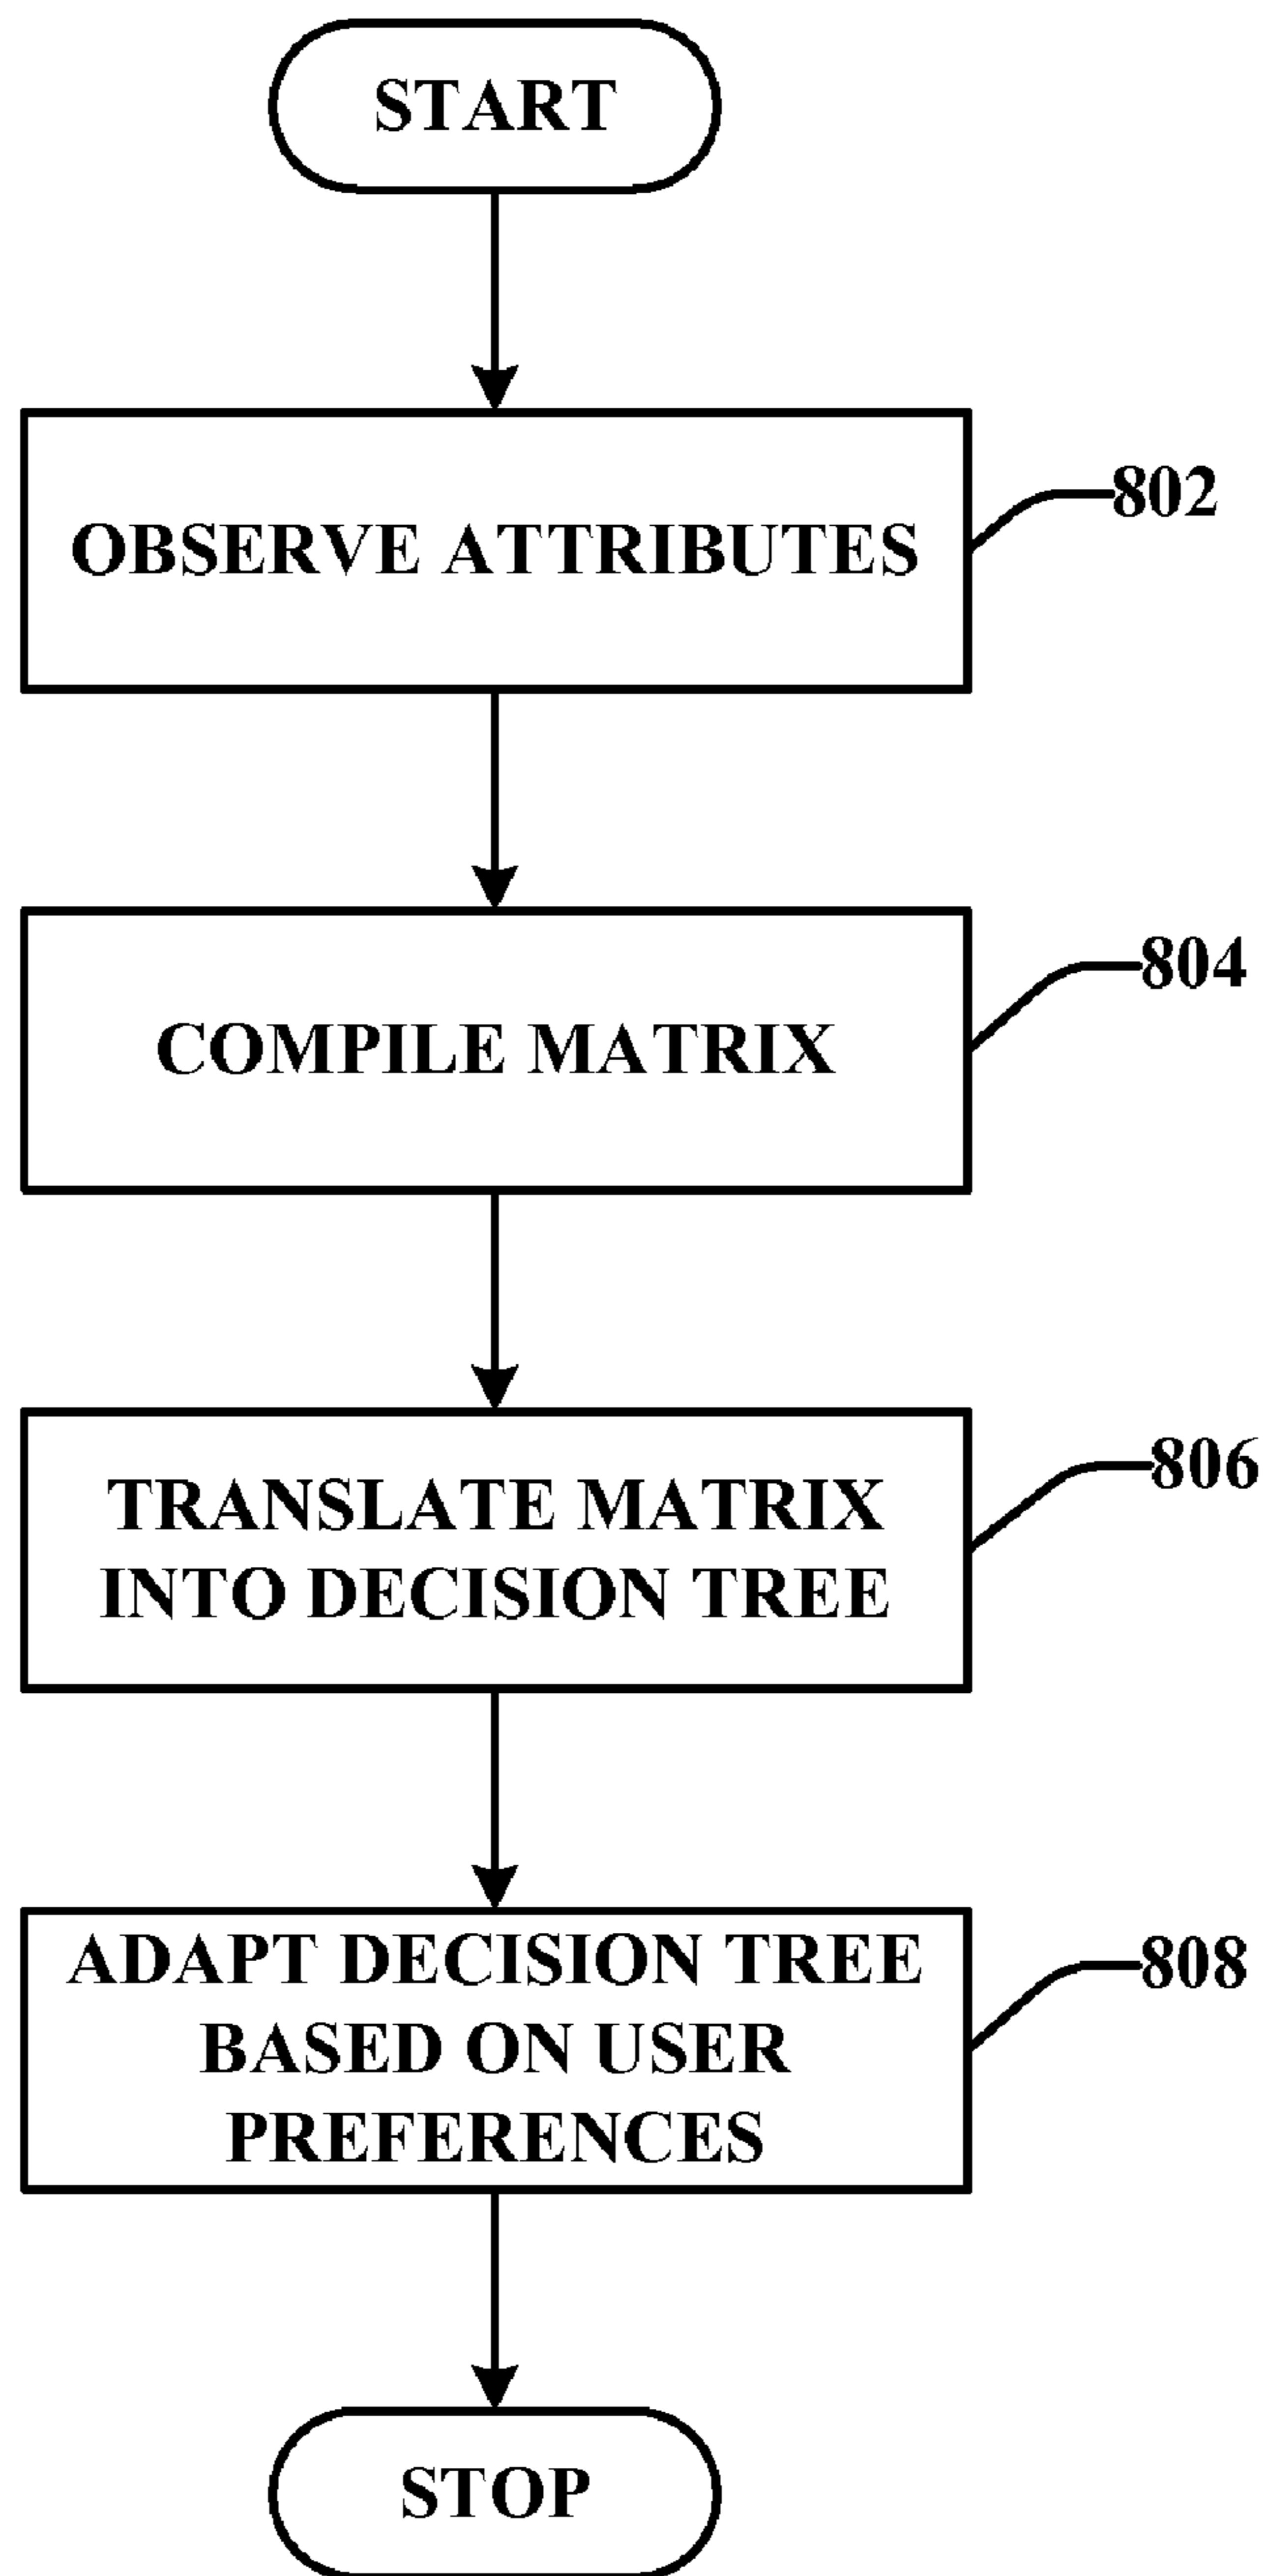 START
OBSERVE ATTRIBUTES
802
COMPILE MATRIX
804
TRANSLATE MATRIX
INTO DECISION TREE
806
ADAPT DECISION TREE
BASED ON USER
PREFERENCES
808
STOP